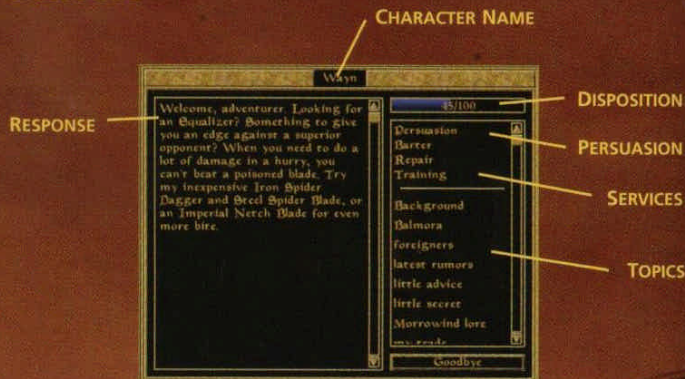 CHARACTER NAME
Wayn
RESPONSE
Welcome, adventurer. Looking for
an Equalizer? Something to give
you an edge against a superior
opponent? When you need to do a
lot of damage in a hurry, you
can't beat a poisoned blade. Try
my inexpensive Iron Spider
Dagger and Steel Spider Blade, or
an Imperial Netch Blade for even
more bite.
45/100
DISPOSITION
Persuasion
PERSUASION
Barter
Repair
Training
SERVICES
Background
Balmora
foreigners
latest rumors
TOPICS
little advice
little secret
Morrowind lore
my trade
Goodbye